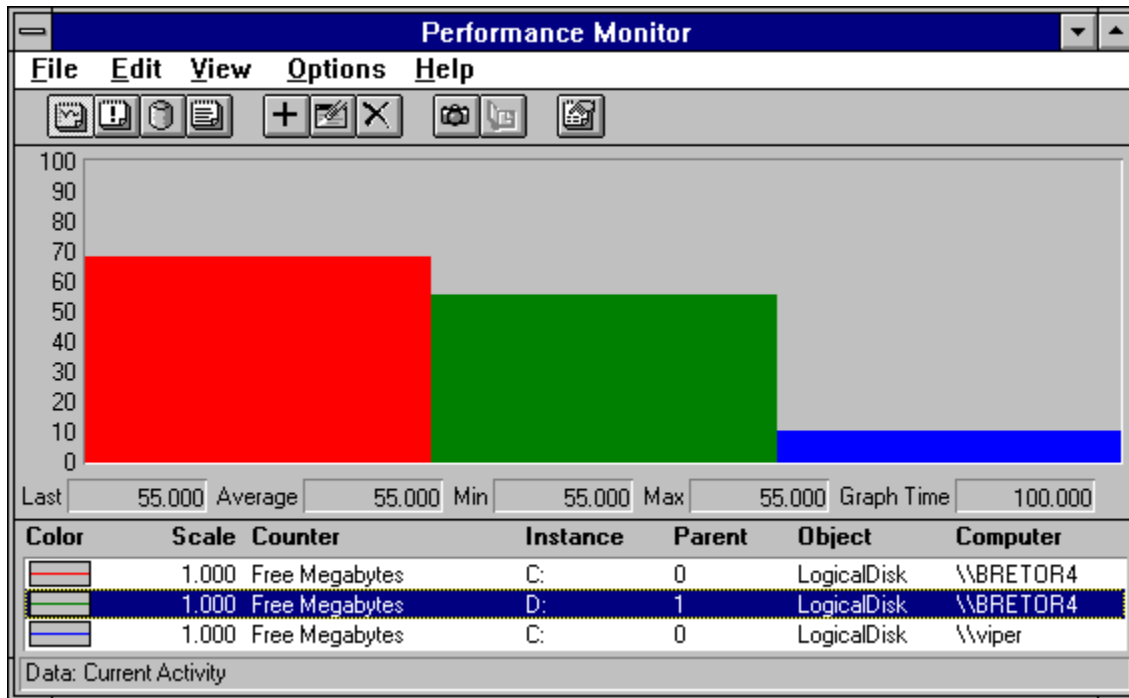 Performance Monitor
File Edit View Options Help
100
90
80
70
60
50
40
30
20
10
0
Last 55.000 Average 55.000 Min 55.000 Max 55.000 Graph Time 100.000
Color Scale Counter Instance Parent Object Computer
1.000 Free Megabytes C: 0 LogicalDisk \\BRETOR4
1.000 Free Megabytes D: 1 LogicalDisk \\BRETOR4
1.000 Free Megabytes C: 0 LogicalDisk \\viper
Data: Current Activity